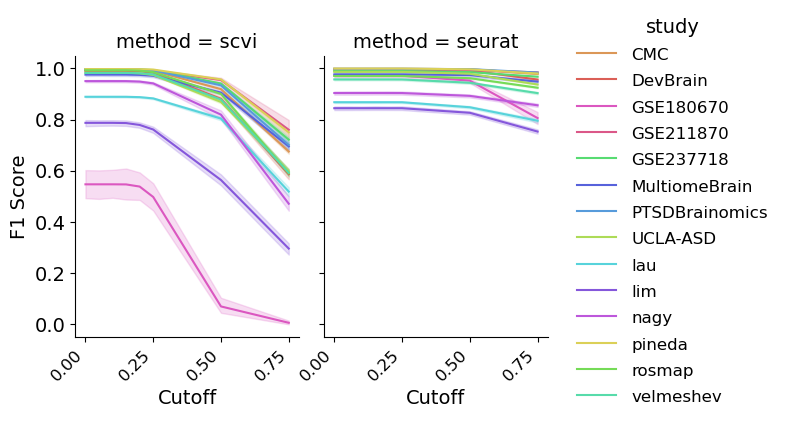 method = scvi
method = seurat
F1 Score
1.0
0.8
0.6
0.4
0.2
0.0
0.00
0.25
0.50
0.75
0.00
0.25
0.50
0.75
Cutoff
Cutoff
study
CMC
DevBrain
GSE180670
GSE211870
GSE237718
MultiomeBrain
PTSDBrainomics
UCLA-ASD
lau
lim
nagy
pineda
rosmap
velmeshev